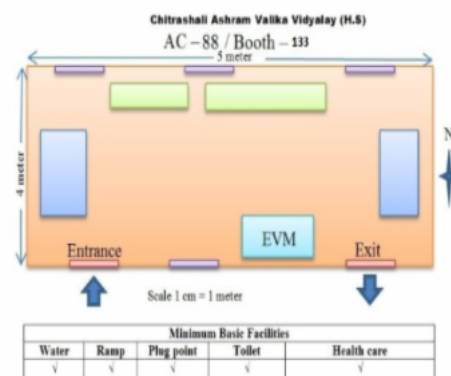 Chitrashali Ashram Valika Vidyalay (H.S)
AC – 88 / Booth – 133
5 meter
4 meter
N
EVM
Entrance
Exit
Scale 1 cm = 1 meter
Minimum Basic Facilities
Water Ramp Plug point Toilet Health care
√ √ √ √ √